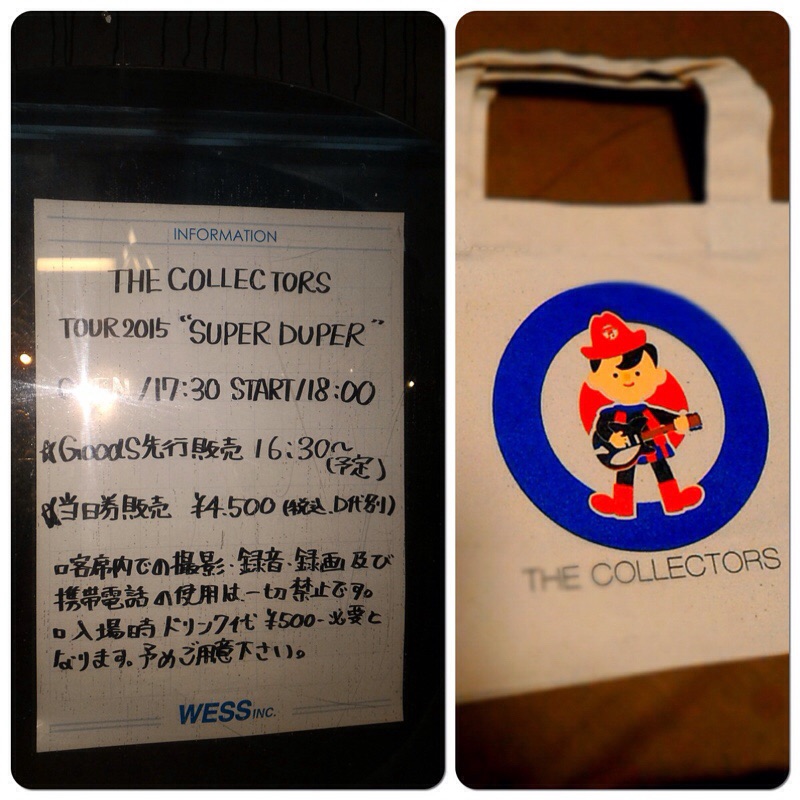 INFORMATION
THE COLLECTORS
TOUR 2015 "SUPER DUPER"
OPEN/17:30 START/18:00
☆GoodS先行販売 16:30〜
(予定)
☆当日券販売 ¥4.500 (税込.D代別)
□客席内での撮影・録音・録画及び
携帯電話の使用は一切禁止です。
□入場時ドリンク代 ¥500-必要と
なります。予めご用意下さい。
WESS INC.
THE COLLECTORS